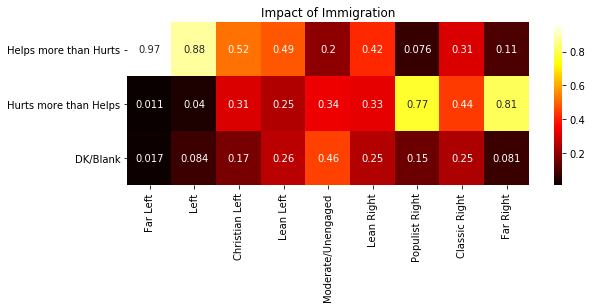 Impact of Immigration
Helps more than Hurts 0.97 0.88 0.52 0.49 0.2 0.42 0.076 0.31 0.11
Hurts more than Helps 0.011 0.04 0.31 0.25 0.34 0.33 0.77 0.44 0.81
DK/Blank 0.017 0.084 0.17 0.26 0.46 0.25 0.15 0.25 0.081
Far Left
Left
Christian Left
Lean Left
Moderate/Unengaged
Lean Right
Populist Right
Classic Right
Far Right
0.8
0.6
0.4
0.2